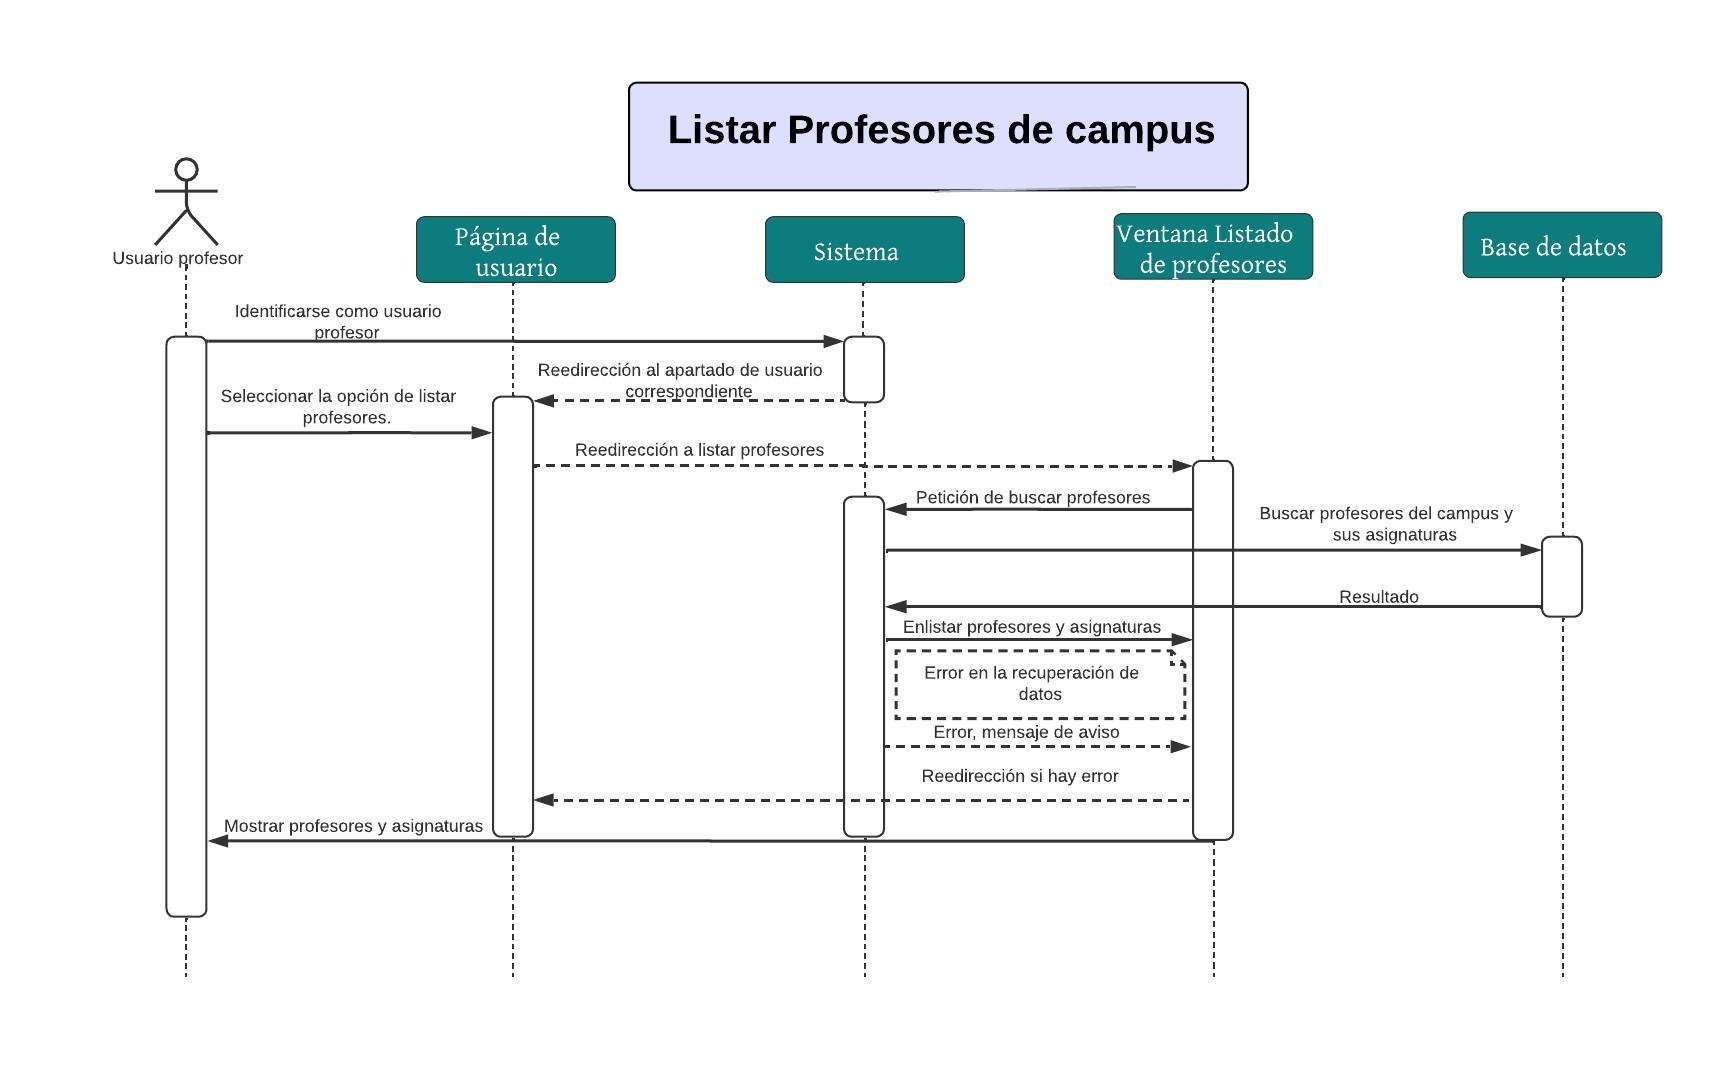 Listar Profesores de campus
Usuario profesor
Página de
usuario
Sistema
Ventana Listado
de profesores
Base de datos
Identificarse como usuario
profesor
Reedirección al apartado de usuario
correspondiente
Seleccionar la opción de listar
profesores.
Reedirección a listar profesores
Petición de buscar profesores
Buscar profesores del campus y
sus asignaturas
Resultado
Enlistar profesores y asignaturas
Error en la recuperación de
datos
Error, mensaje de aviso
Reedirección si hay error
Mostrar profesores y asignaturas